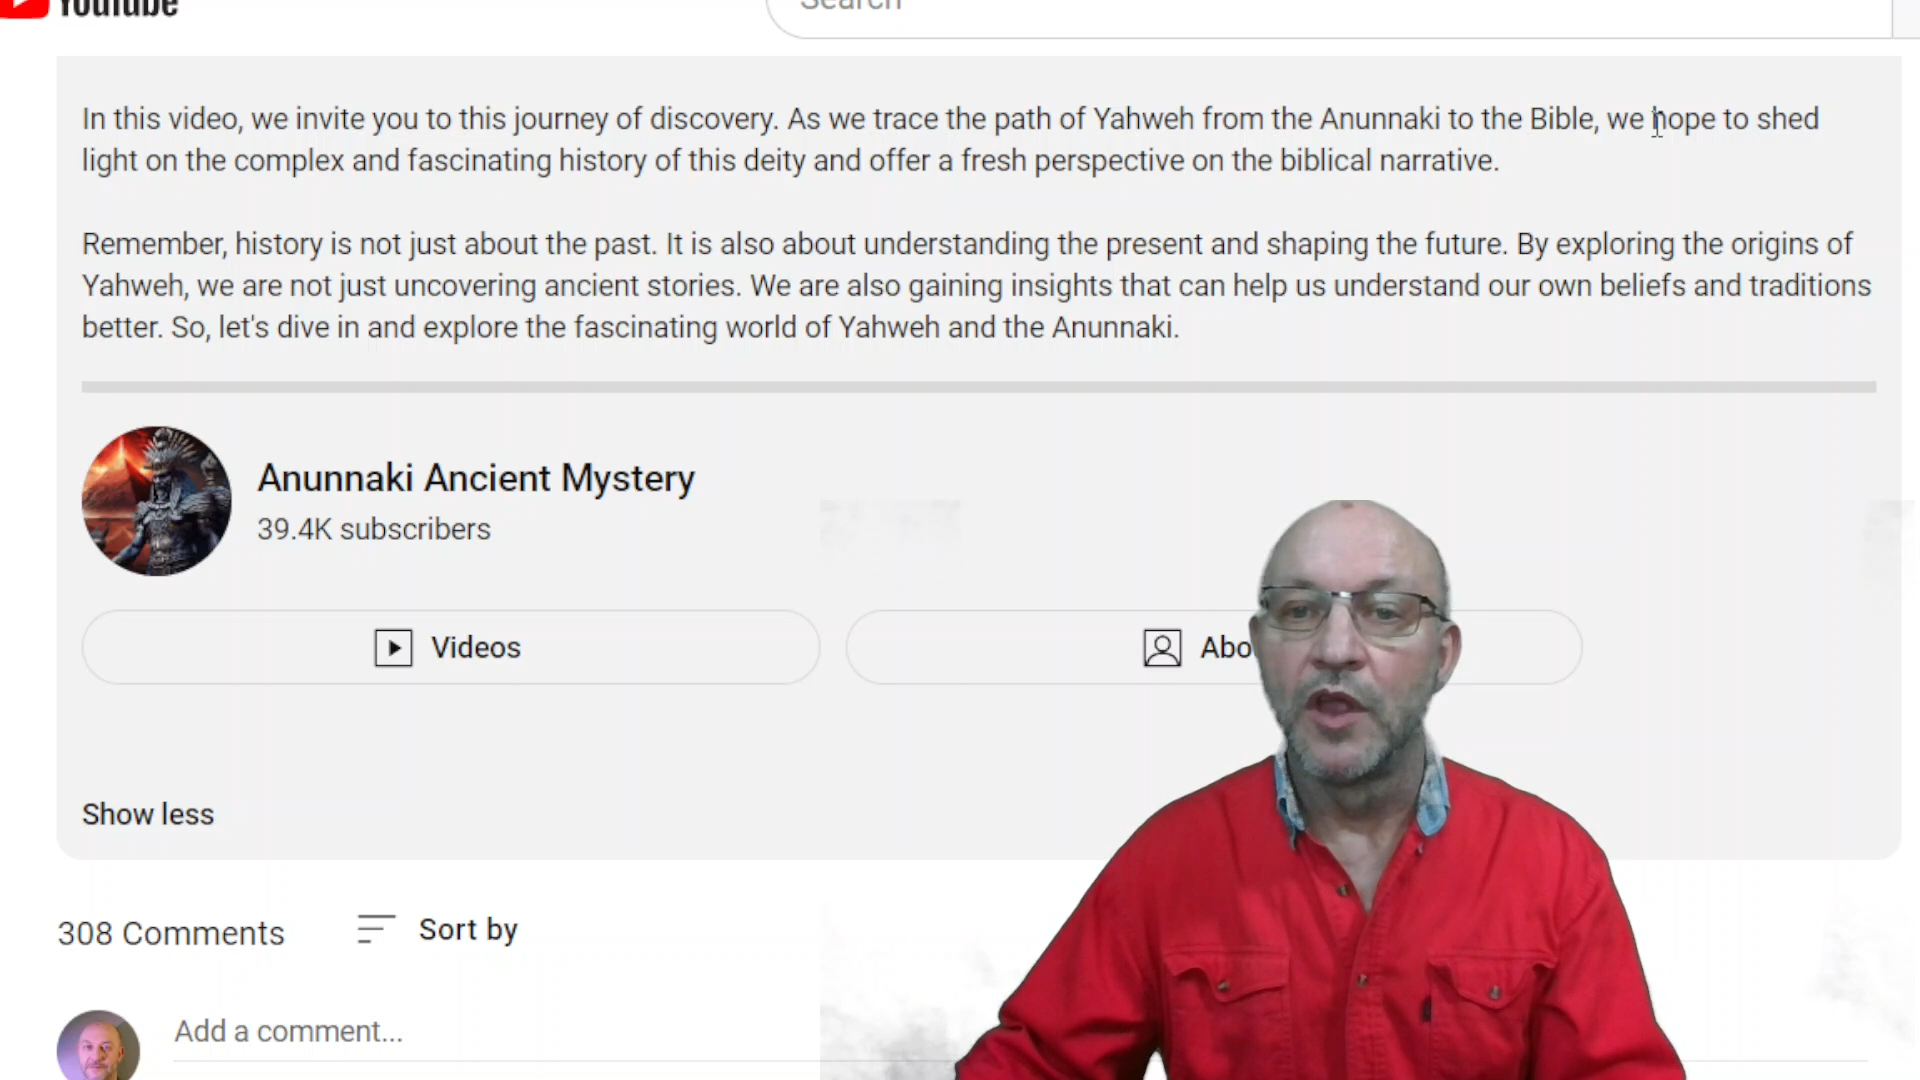 YouTube
Search
In this video, we invite you to this journey of discovery. As we trace the path of Yahweh from the Anunnaki to the Bible, we hope to shed
light on the complex and fascinating history of this deity and offer a fresh perspective on the biblical narrative.
Remember, history is not just about the past. It is also about understanding the present and shaping the future. By exploring the origins of
Yahweh, we are not just uncovering ancient stories. We are also gaining insights that can help us understand our own beliefs and traditions
better. So, let's dive in and explore the fascinating world of Yahweh and the Anunnaki.
Anunnaki Ancient Mystery
39.4K subscribers
Videos
Abo
Show less
308 Comments
Sort by
Add a comment...